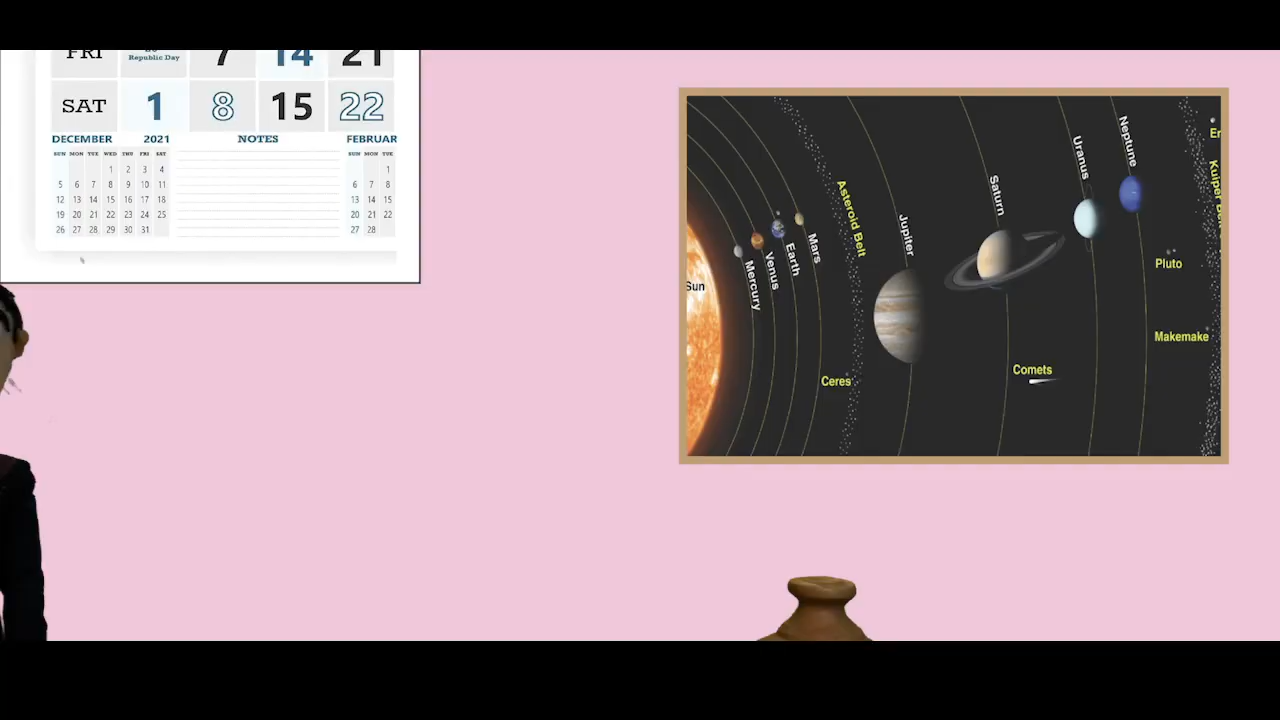 FRI 7 14 21
Republic Day
SAT 1 8 15 22
DECEMBER 2021 NOTES FEBRUAR
SUN MON TUE WED THU FRI SAT SUN MON TUE
1 2 3 4 1
5 6 7 8 9 10 11 6 7 8
12 13 14 15 16 17 18 13 14 15
19 20 21 22 23 24 25 20 21 22
26 27 28 29 30 31 27 28
Sun
Mercury
Venus
Earth
Mars
Asteroid Belt
Ceres
Jupiter
Saturn
Comets
Uranus
Neptune
Pluto
Makemake
Er
Kuiper Bel